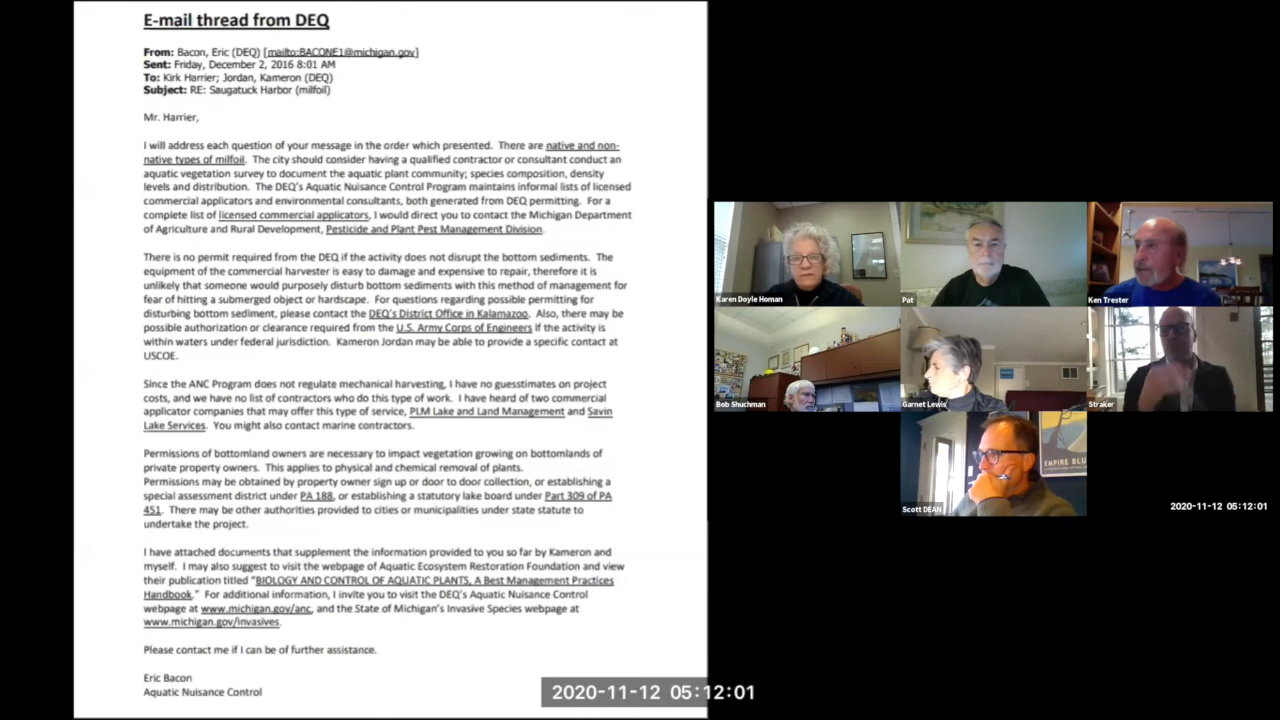 E-mail thread from DEQ
From: Bacon, Eric (DEQ) [mailto:BACONE1@michigan.gov]
Sent: Friday, December 2, 2016 8:01 AM
To: Kirk Harrier; Jordan, Kameron (DEQ)
Subject: RE: Saugatuck Harbor (milfoil)
Mr. Harrier,
I will address each question of your message in the order which presented. There are native and non-
native types of milfoil. The city should consider having a qualified contractor or consultant conduct an
aquatic vegetation survey to document the aquatic plant community; species composition, density
levels and distribution. The DEQ's Aquatic Nuisance Control Program maintains informal lists of licensed
commercial applicators and environmental consultants, both generated from DEQ permitting. For a
complete list of licensed commercial applicators, I would direct you to contact the Michigan Department
of Agriculture and Rural Development, Pesticide and Plant Pest Management Division.
There is no permit required from the DEQ if the activity does not disrupt the bottom sediments. The
equipment of the commercial harvester is easy to damage and expensive to repair, therefore it is
unlikely that someone would purposely disturb bottom sediments with this method of management for
fear of hitting a submerged object or hardscape. For questions regarding possible permitting for
disturbing bottom sediment, please contact the DEQ's District Office in Kalamazoo. Also, there may be
possible authorization or clearance required from the U.S. Army Corps of Engineers if the activity is
within waters under federal jurisdiction. Kameron Jordan may be able to provide a specific contact at
USCOE.
Since the ANC Program does not regulate mechanical harvesting, I have no guesstimates on project
costs, and we have no list of contractors who do this type of work. I have heard of two commercial
applicator companies that may offer this type of service, PLM Lake and Land Management and Savin
Lake Services. You might also contact marine contractors.
Permissions of bottomland owners are necessary to impact vegetation growing on bottomlands of
private property owners. This applies to physical and chemical removal of plants.
Permissions may be obtained by property owner sign up or door to door collection, or establishing a
special assessment district under PA 188, or establishing a statutory lake board under Part 309 of PA
451. There may be other authorities provided to cities or municipalities under state statute to
undertake the project.
I have attached documents that supplement the information provided to you so far by Kameron and
myself. I may also suggest to visit the webpage of Aquatic Ecosystem Restoration Foundation and view
their publication titled "BIOLOGY AND CONTROL OF AQUATIC PLANTS, A Best Management Practices
Handbook." For additional information, I invite you to visit the DEQ's Aquatic Nuisance Control
webpage at www.michigan.gov/anc, and the State of Michigan's Invasive Species webpage at
www.michigan.gov/invasives.
Please contact me if I can be of further assistance.
Eric Bacon
Aquatic Nuisance Control
2020-11-12 05:12:01
Karen Doyle Homan
Pat
Ken Trester
Bob Shuchman
Garnet Lewis
Straker
EMPIRE BLU
Scott DEAN
2020-11-12 05:12:01